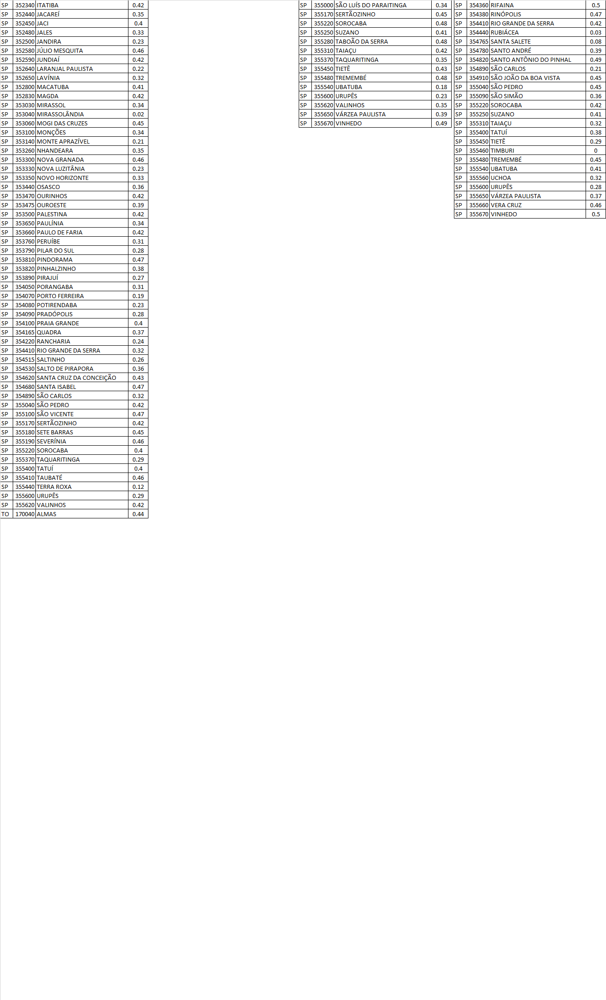 SP 352340 ITATIBA 0.42
SP 352440 JACAREÍ 0.35
SP 352450 JACI 0.4
SP 352480 JALES 0.33
SP 352500 JANDIRA 0.23
SP 352580 JÚLIO MESQUITA 0.46
SP 352590 JUNDIAÍ 0.42
SP 352640 LARANJAL PAULISTA 0.22
SP 352650 LAVÍNIA 0.32
SP 352800 MACATUBA 0.41
SP 352830 MAGDA 0.42
SP 353030 MIRASSOL 0.34
SP 353040 MIRASSOLÂNDIA 0.02
SP 353060 MOGI DAS CRUZES 0.45
SP 353100 MONÇÕES 0.34
SP 353140 MONTE APRAZÍVEL 0.21
SP 353260 NHANDEARA 0.35
SP 353300 NOVA GRANADA 0.46
SP 353330 NOVA LUZITÂNIA 0.23
SP 353350 NOVO HORIZONTE 0.33
SP 353440 OSASCO 0.36
SP 353470 OURINHOS 0.42
SP 353475 OUROESTE 0.39
SP 353500 PALESTINA 0.42
SP 353650 PAULÍNIA 0.34
SP 353660 PAULO DE FARIA 0.42
SP 353760 PERUÍBE 0.31
SP 353790 PILAR DO SUL 0.28
SP 353810 PINDORAMA 0.47
SP 353820 PINHALZINHO 0.38
SP 353890 PIRAJUÍ 0.27
SP 354050 PORANGABA 0.31
SP 354070 PORTO FERREIRA 0.19
SP 354080 POTIRENDABA 0.23
SP 354090 PRADÓPOLIS 0.28
SP 354100 PRAIA GRANDE 0.4
SP 354165 QUADRA 0.37
SP 354220 RANCHARIA 0.24
SP 354410 RIO GRANDE DA SERRA 0.32
SP 354515 SALTINHO 0.26
SP 354530 SALTO DE PIRAPORA 0.36
SP 354620 SANTA CRUZ DA CONCEIÇÃO 0.43
SP 354680 SANTA ISABEL 0.47
SP 354890 SÃO CARLOS 0.32
SP 355040 SÃO PEDRO 0.42
SP 355100 SÃO VICENTE 0.47
SP 355170 SERTÃOZINHO 0.42
SP 355180 SETE BARRAS 0.45
SP 355190 SEVERÍNIA 0.46
SP 355220 SOROCABA 0.4
SP 355370 TAQUARITINGA 0.29
SP 355400 TATUÍ 0.4
SP 355410 TAUBATÉ 0.46
SP 355440 TERRA ROXA 0.12
SP 355600 URUPÊS 0.29
SP 355620 VALINHOS 0.42
TO 170040 ALMAS 0.44
SP 355000 SÃO LUÍS DO PARAITINGA 0.34
SP 355170 SERTÃOZINHO 0.45
SP 355220 SOROCABA 0.48
SP 355250 SUZANO 0.41
SP 355280 TABOÃO DA SERRA 0.48
SP 355310 TAIAÇU 0.42
SP 355370 TAQUARITINGA 0.35
SP 355450 TIETÊ 0.43
SP 355480 TREMEMBÉ 0.48
SP 355540 UBATUBA 0.18
SP 355600 URUPÊS 0.23
SP 355620 VALINHOS 0.35
SP 355650 VÁRZEA PAULISTA 0.39
SP 355670 VINHEDO 0.49
SP 354360 RIFAINA 0.5
SP 354380 RINÓPOLIS 0.47
SP 354410 RIO GRANDE DA SERRA 0.42
SP 354440 RUBIÁCEA 0.03
SP 354765 SANTA SALETE 0.08
SP 354780 SANTO ANDRÉ 0.39
SP 354820 SANTO ANTÔNIO DO PINHAL 0.49
SP 354890 SÃO CARLOS 0.21
SP 354910 SÃO JOÃO DA BOA VISTA 0.45
SP 355040 SÃO PEDRO 0.45
SP 355090 SÃO SIMÃO 0.36
SP 355220 SOROCABA 0.42
SP 355250 SUZANO 0.41
SP 355310 TAIAÇU 0.32
SP 355400 TATUÍ 0.38
SP 355450 TIETÊ 0.29
SP 355460 TIMBURI 0
SP 355480 TREMEMBÉ 0.45
SP 355540 UBATUBA 0.41
SP 355560 UCHOA 0.32
SP 355600 URUPÊS 0.28
SP 355650 VÁRZEA PAULISTA 0.37
SP 355660 VERA CRUZ 0.46
SP 355670 VINHEDO 0.5